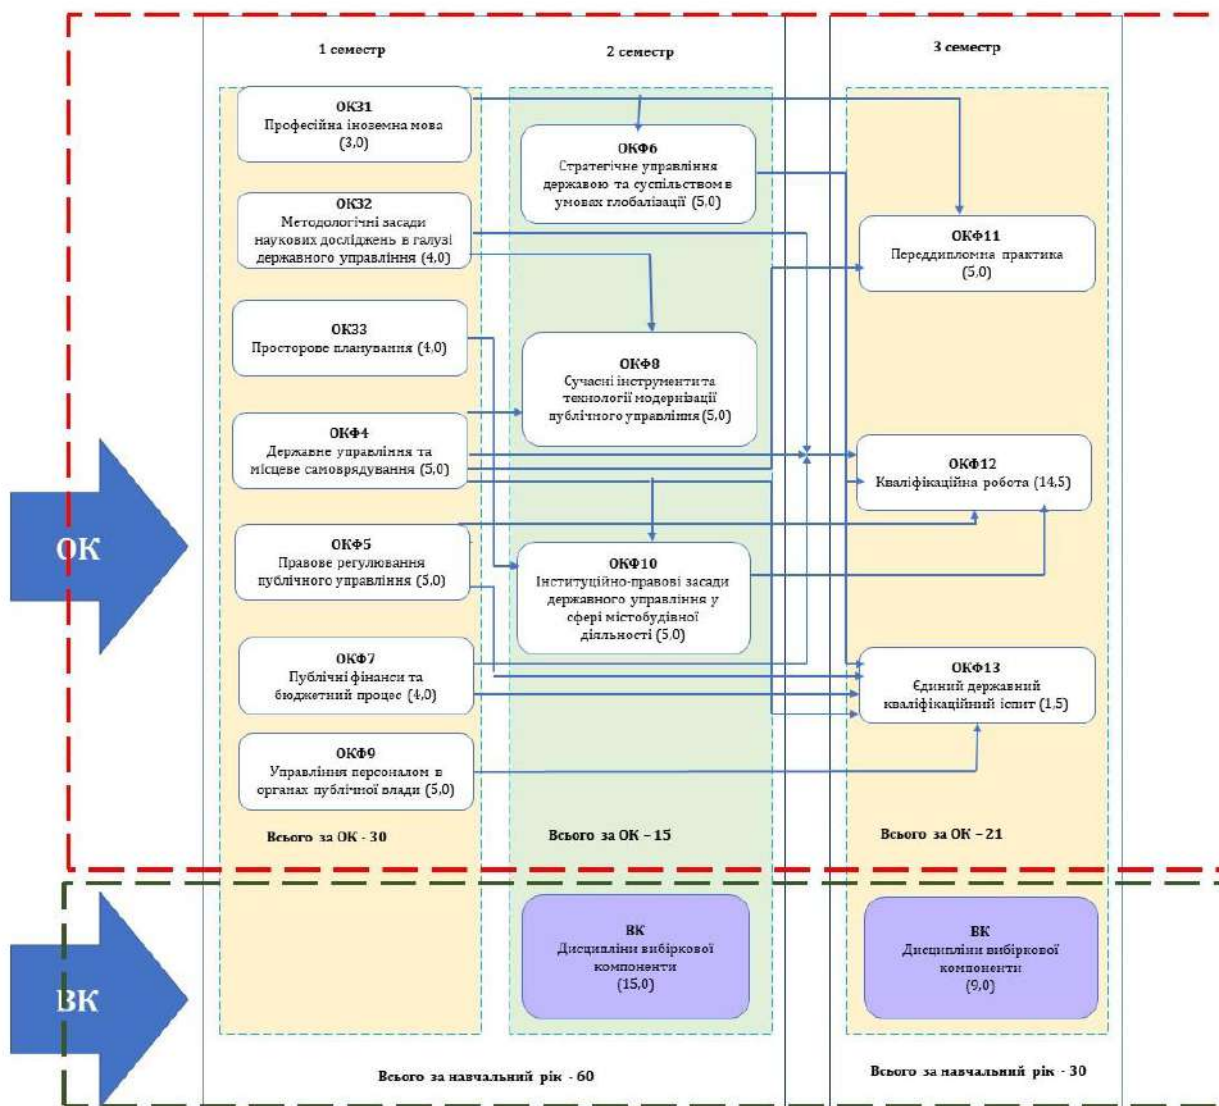 1 семестр
2 семестр
3 семестр
ОК31
Професійна іноземна мова
(3,0)
ОК32
Методологічні засади
наукових досліджень в галузі
державного управління (4,0)
ОК33
Просторове планування (4,0)
ОКФ4
Державне управління та
місцеве самоврядування (5,0)
ОКФ5
Правове регулювання
публічного управління (5,0)
ОКФ7
Публічні фінанси та
бюджетний процес (4,0)
ОКФ9
Управління персоналом в
органах публічної влади (5,0)
Всього за ОК - 30
ОКФ6
Стратегічне управління
державою та суспільством в
умовах глобалізації (5,0)
ОКФ8
Сучасні інструменти та
технології модернізації
публічного управління (5,0)
ОКФ10
Інституційно-правові засади
державного управління у
сфері містобудівної
діяльності (5,0)
Всього за ОК – 15
ОКФ11
Переддипломна практика
(5,0)
ОКФ12
Кваліфікаційна робота (14,5)
ОКФ13
Єдиний державний
кваліфікаційний іспит (1,5)
Всього за ОК – 21
ОК
ВК
ВК
Дисципліни вибіркової
компоненти
(15,0)
ВК
Дисципліни вибіркової
компоненти
(9,0)
Всього за навчальний рік - 60
Всього за навчальний рік - 30